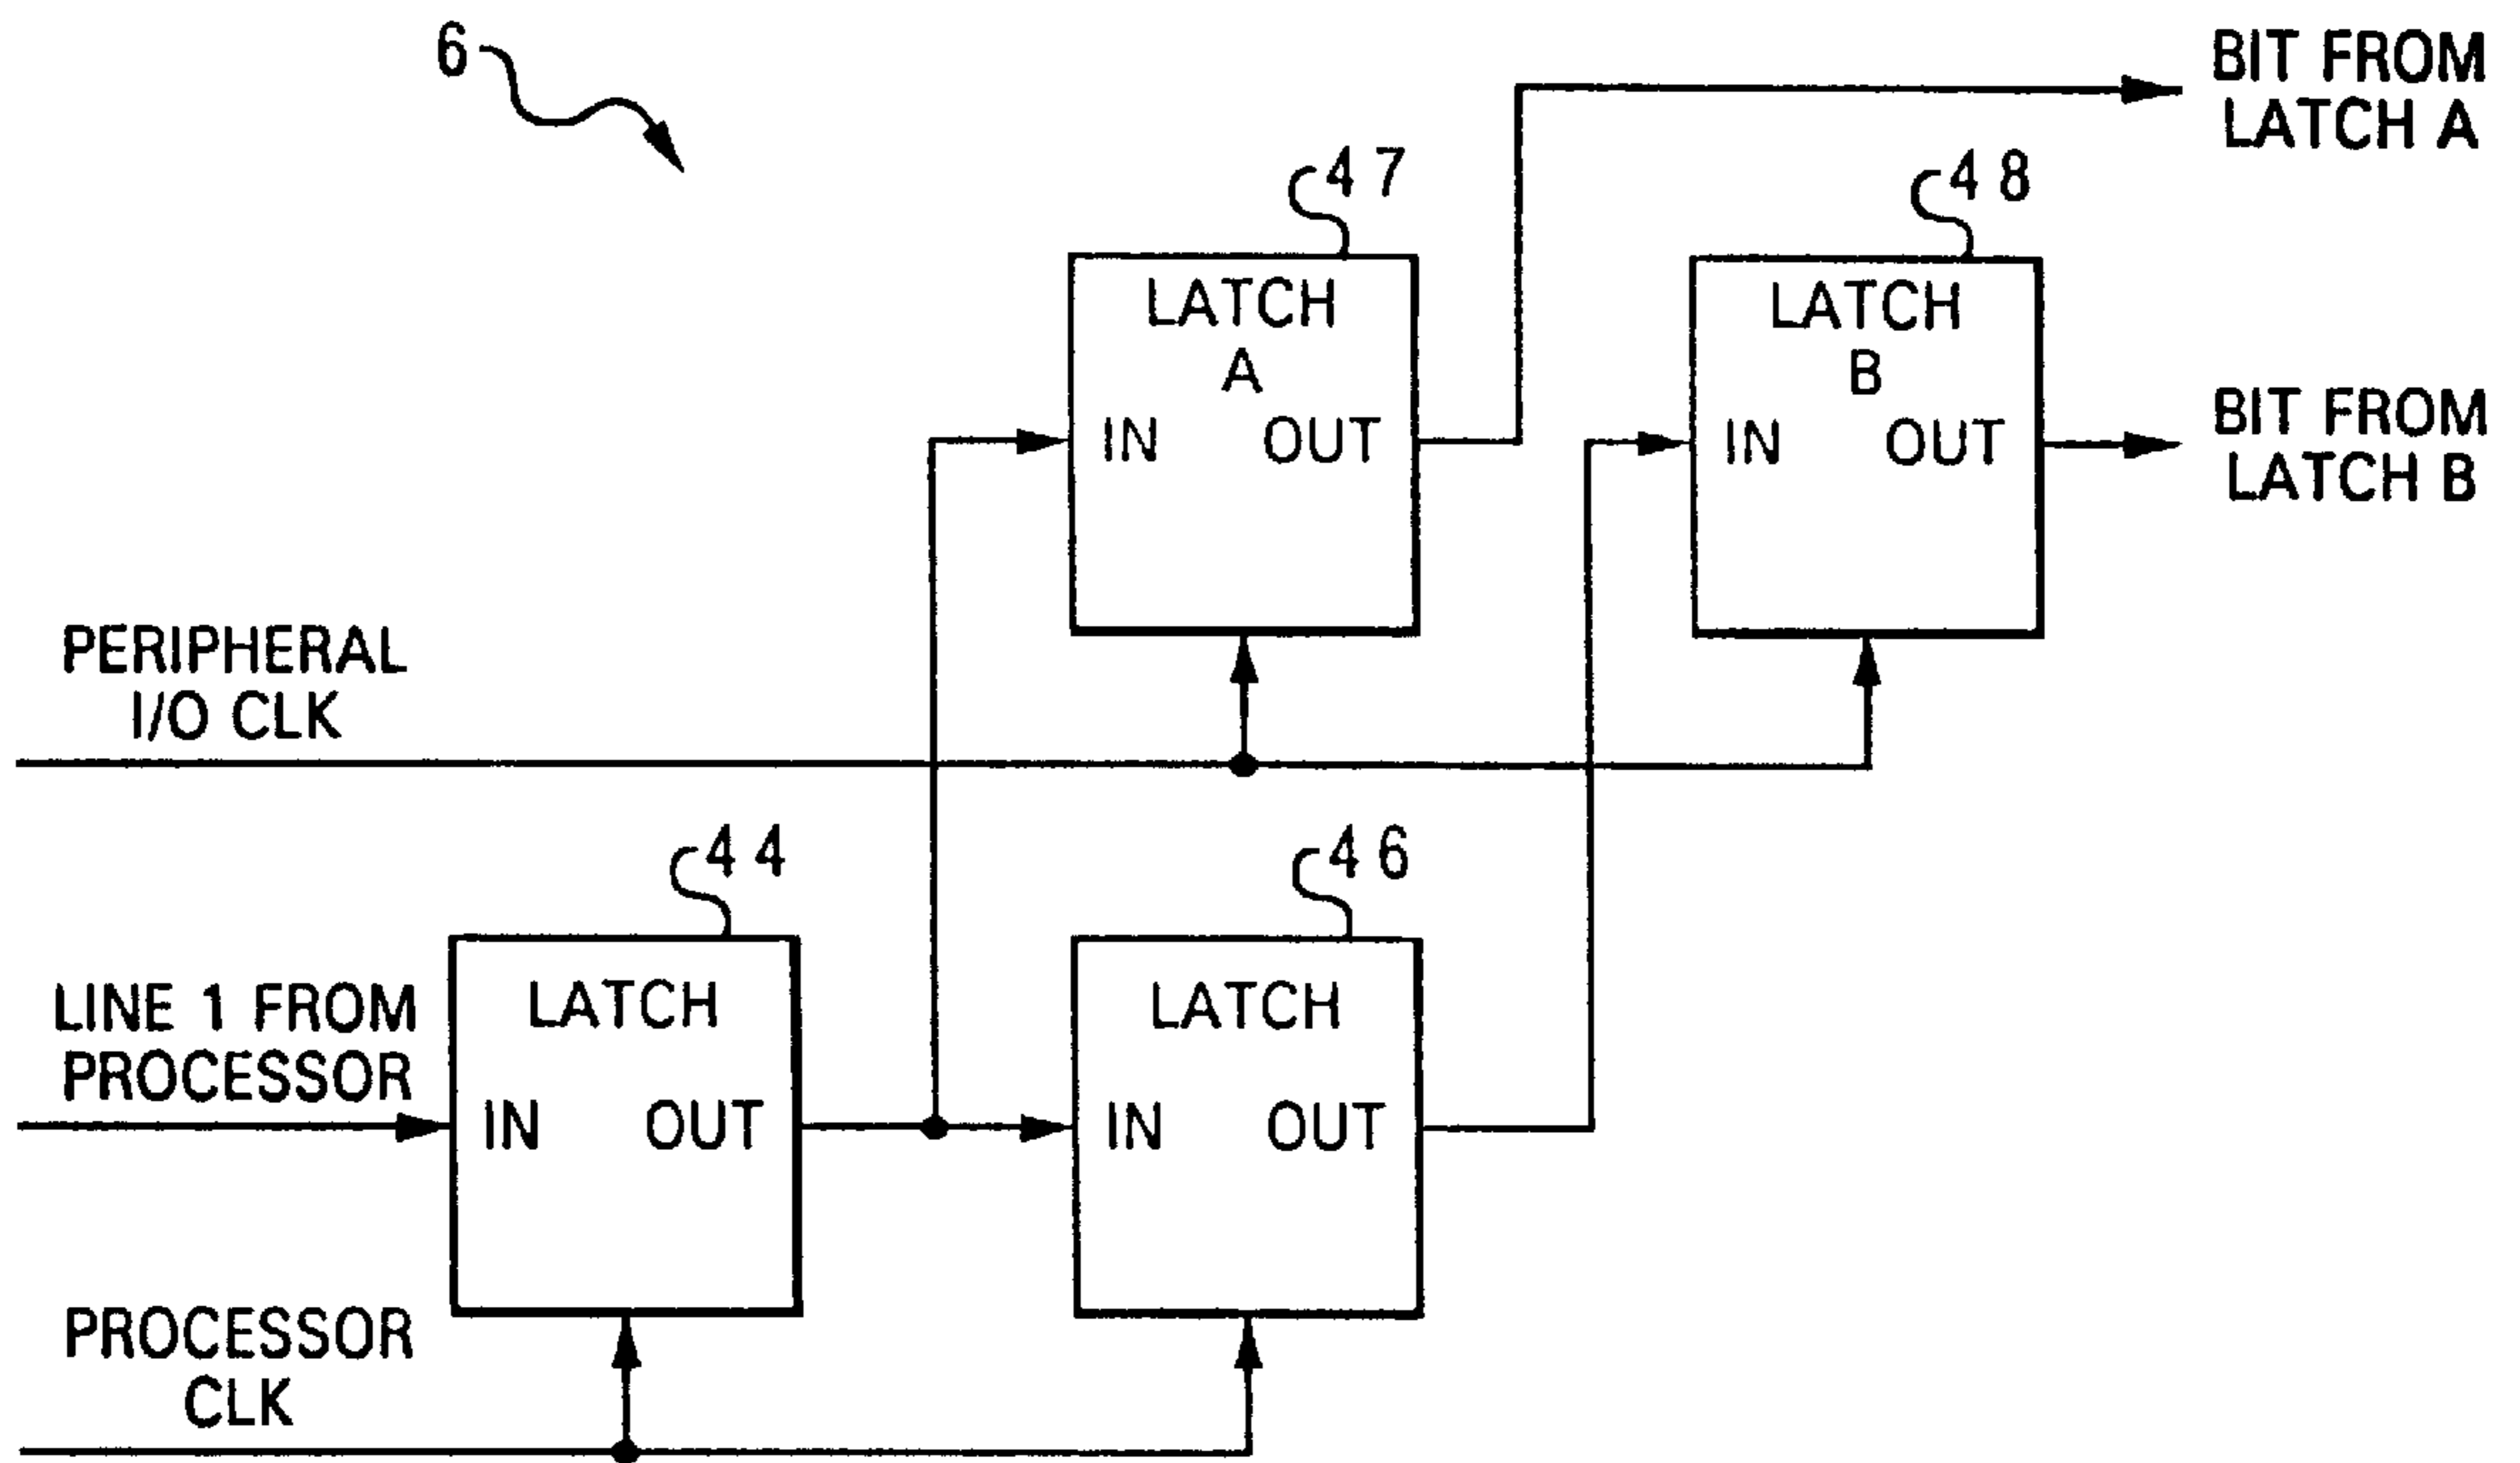 6
BIT FROM
LATCH A
47
48
LATCH
A
IN OUT
LATCH
B
IN OUT
BIT FROM
LATCH B
PERIPHERAL
I/O CLK
44
46
LINE 1 FROM
PROCESSOR
LATCH
IN OUT
LATCH
IN OUT
PROCESSOR
CLK